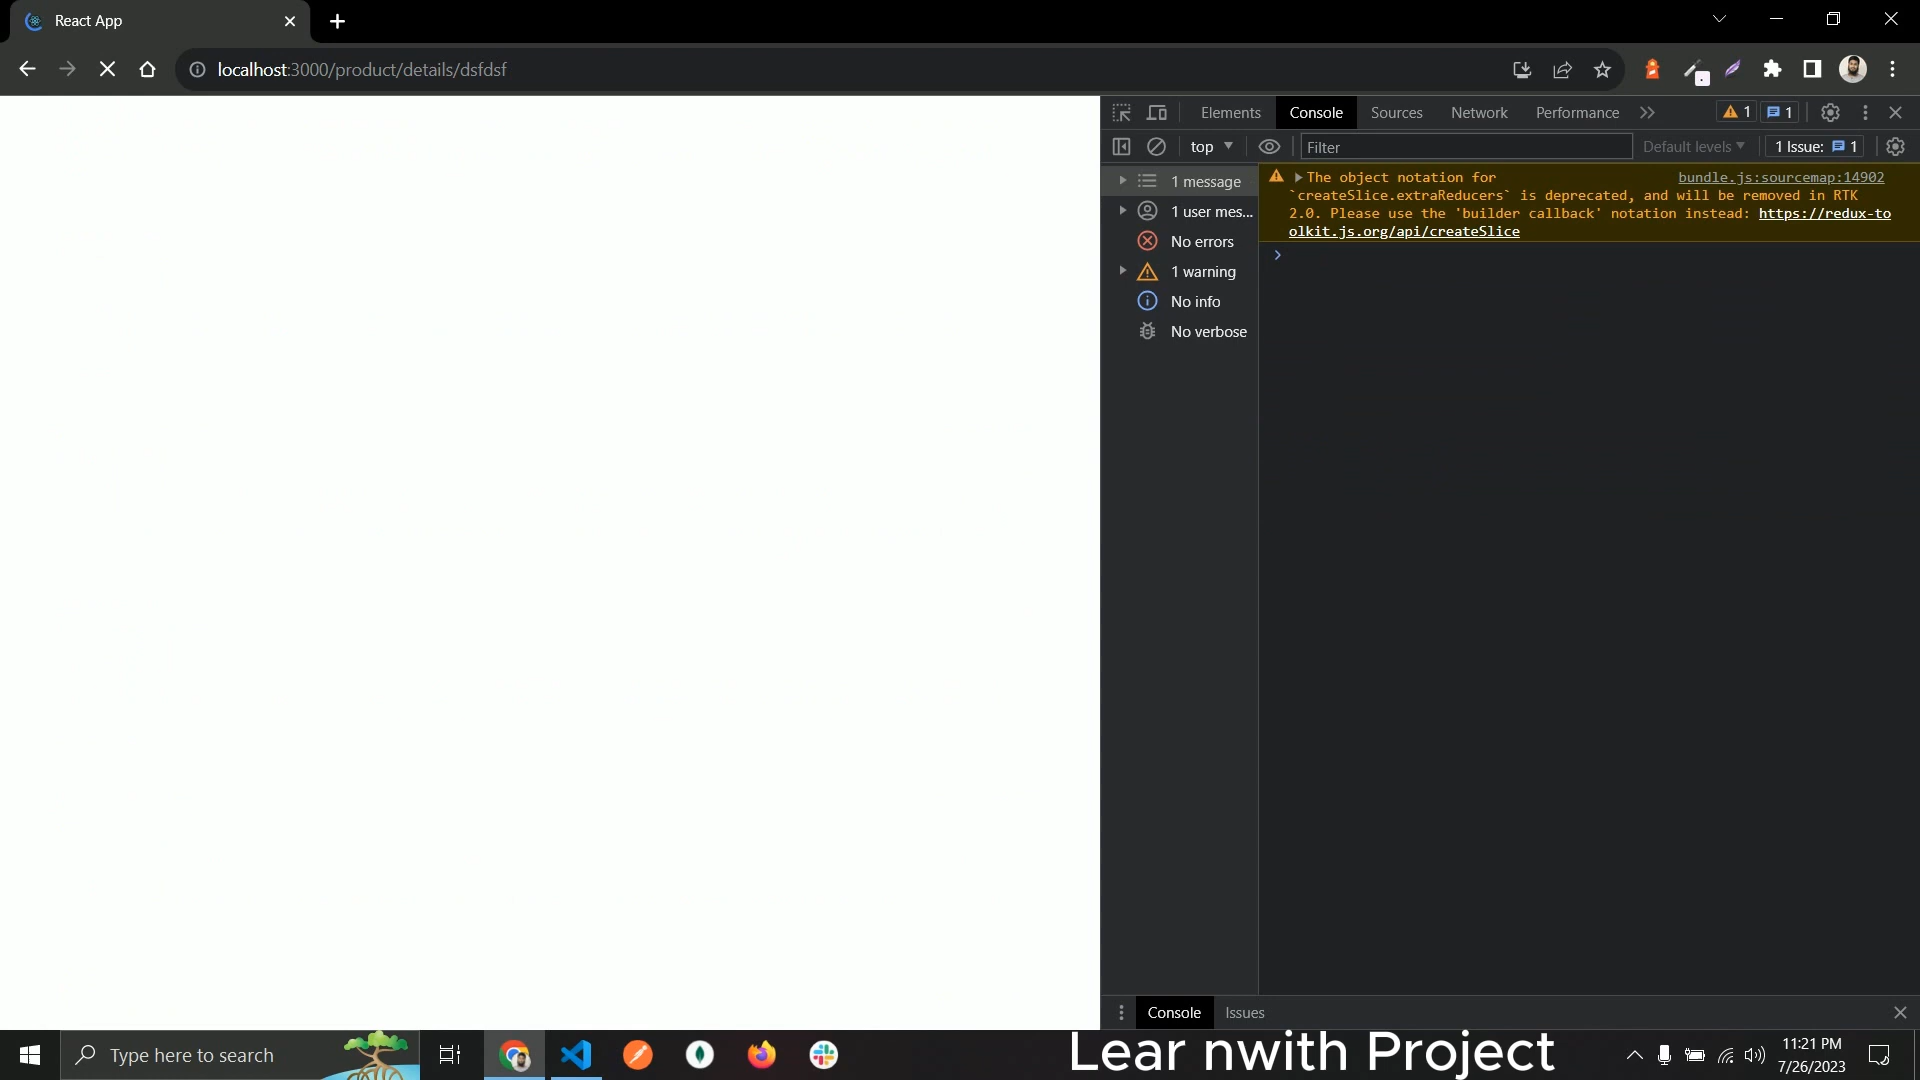 React App
localhost:3000/product/details/dsfdsf
Elements
Console
Sources
Network
Performance
1
1
top
Filter
Default levels
1 Issue:
1
1 message
1 user mes...
No errors
1 warning
No info
No verbose
The object notation for
bundle.js:sourcemap:14902
`createSlice.extraReducers` is deprecated, and will be removed in RTK
2.0. Please use the 'builder callback' notation instead: https://redux-to
olkit.js.org/api/createSlice
Console
Issues
Type here to search
Lear nwith Project
11:21 PM
7/26/2023